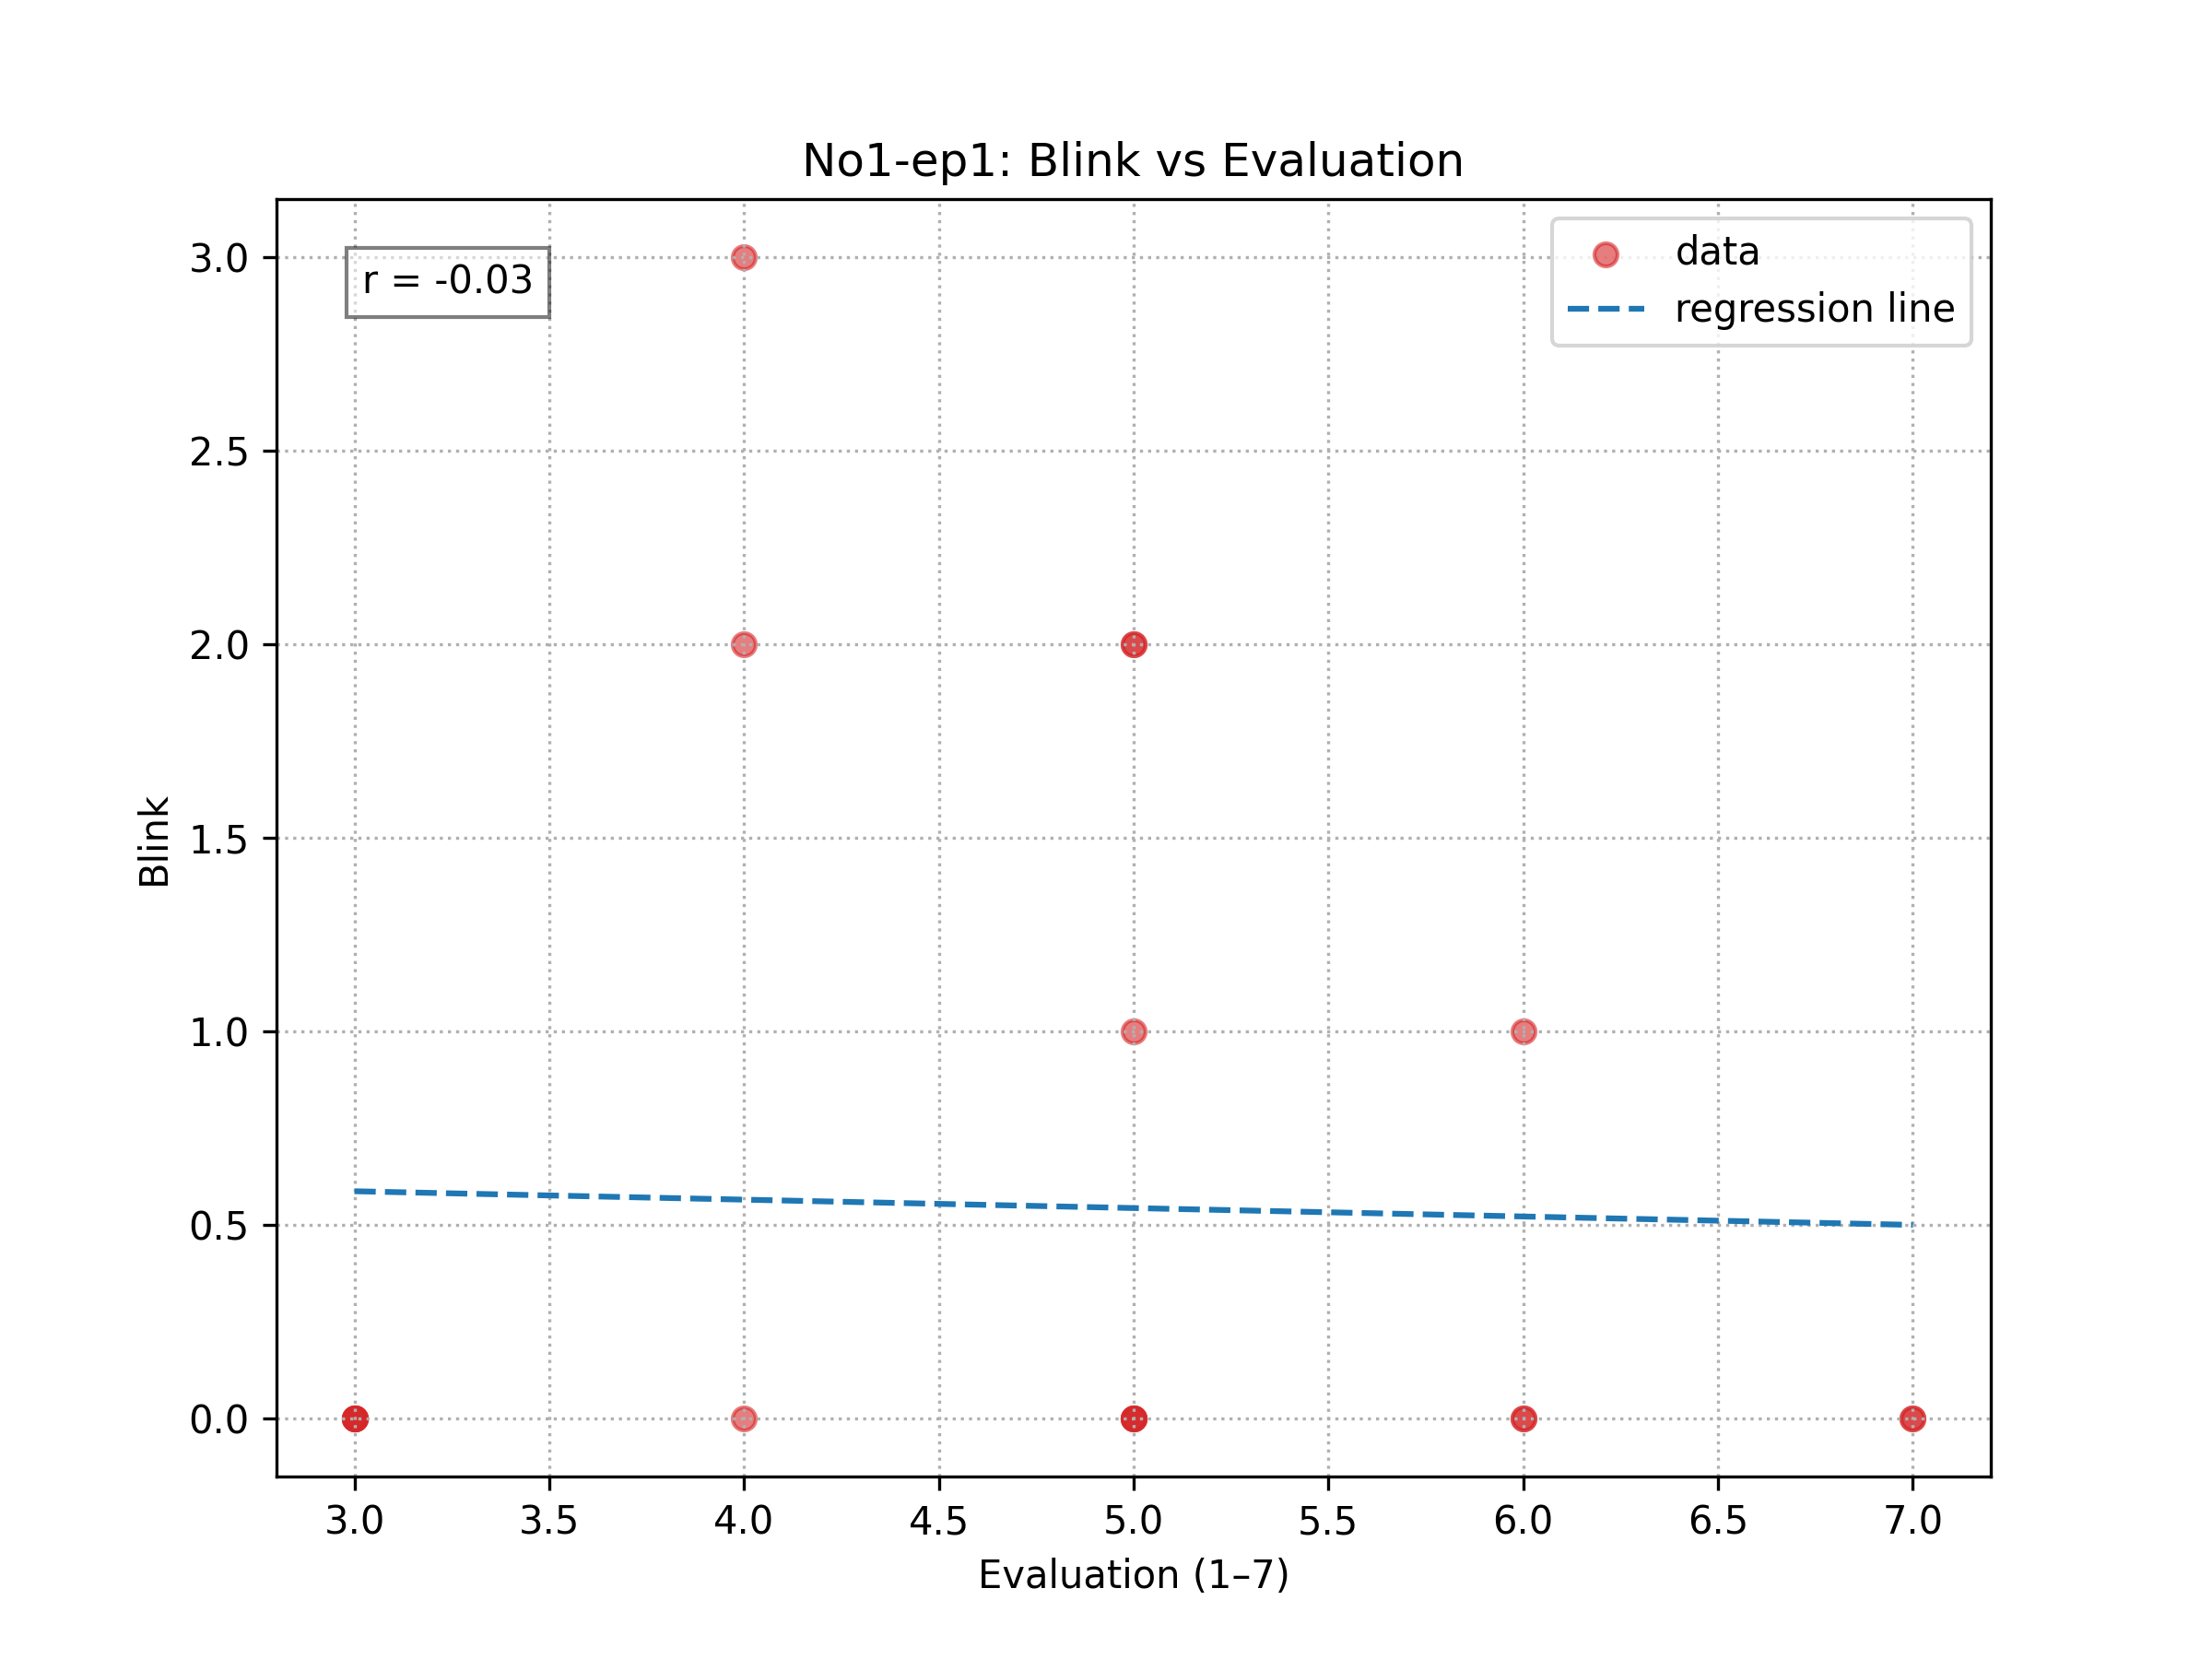 No1-ep1: Blink vs Evaluation
r = -0.03
data
regression line
3.0
2.5
2.0
1.5
1.0
0.5
0.0
Blink
3.0 3.5 4.0 4.5 5.0 5.5 6.0 6.5 7.0
Evaluation (1–7)